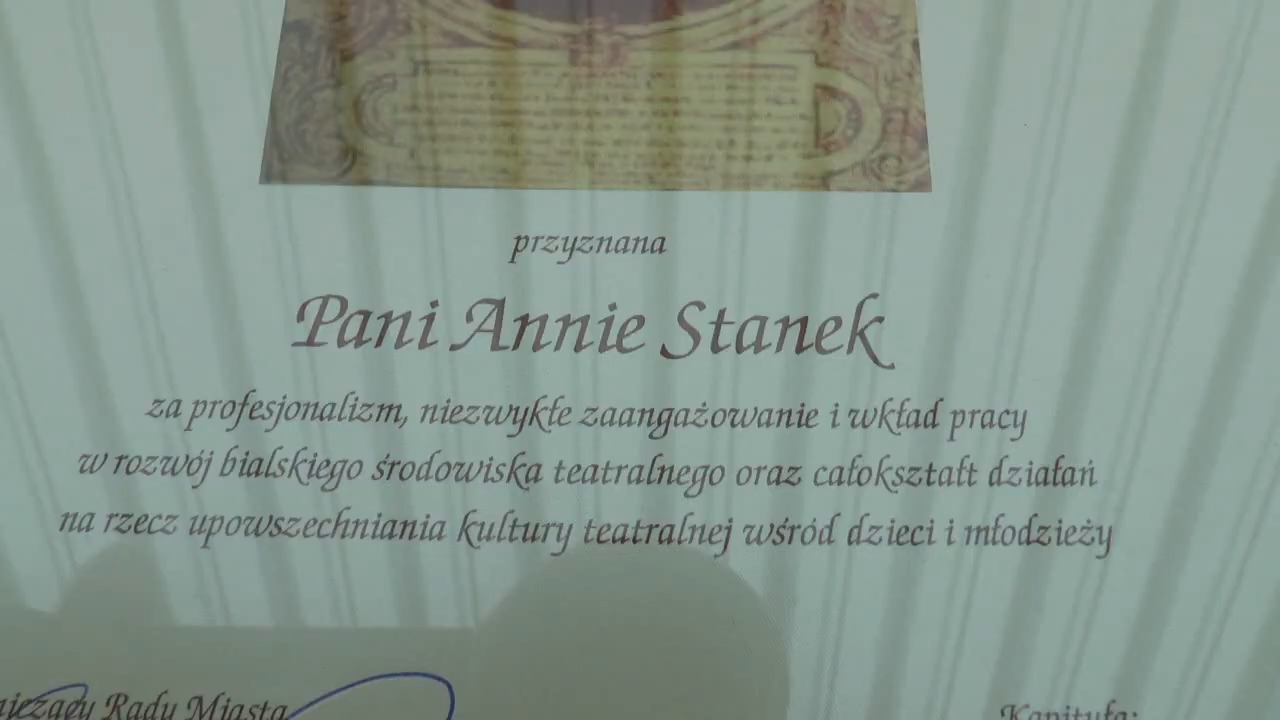 przyznana
Pani Annie Stanek
za profesjonalizm, niezwykłe zaangażowanie i wkład pracy
w rozwój bialskiego środowiska teatralnego oraz całokształt działań
na rzecz upowszechniania kultury teatralnej wśród dzieci i młodzieży
Rady Miasta
Kapituła: